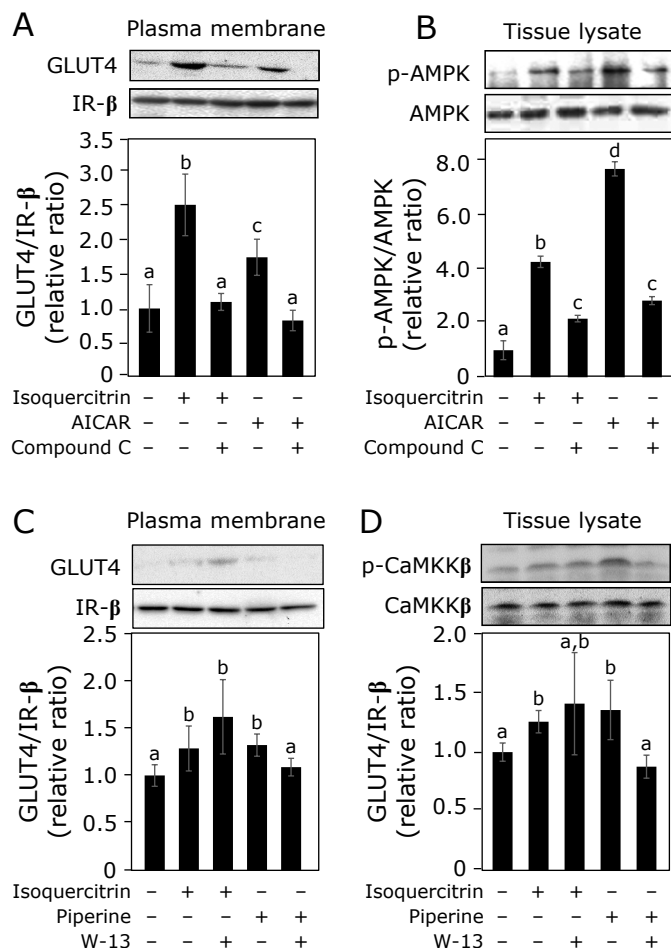 A Plasma membrane
GLUT4
IR-β
GLUT4/IR-β
(relative ratio)
3.5
3.0
2.5
2.0
1.5
1.0
0.5
0
a b a c a
Isoquercitrin – + + – –
AICAR – – – + +
Compound C – – + – +
B Tissue lysate
p-AMPK
AMPK
p-AMPK/AMPK
(relative ratio)
8.0
6.0
4.0
2.0
0
a b c d c
Isoquercitrin – + + – –
AICAR – – – + +
Compound C – – + – +
C Plasma membrane
GLUT4
IR-β
GLUT4/IR-β
(relative ratio)
2.5
2.0
1.5
1.0
0.5
0
a b b b a
Isoquercitrin – + + – –
Piperine – – – + +
W-13 – – + – +
D Tissue lysate
p-CaMKKβ
CaMKKβ
GLUT4/IR-β
(relative ratio)
2.0
1.5
1.0
0.5
0
a b a,b b a
Isoquercitrin – + + – –
Piperine – – – + +
W-13 – – + – +